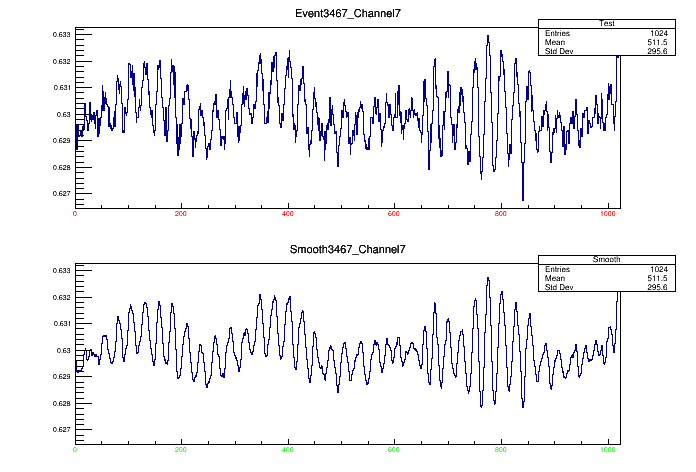 Event3467_Channel7
Test
Entries 1024
Mean 511.5
Std Dev 295.6
0.633
0.632
0.631
0.63
0.629
0.628
0.627
0 200 400 600 800 1000
Smooth3467_Channel7
Smooth
Entries 1024
Mean 511.5
Std Dev 295.6
0.633
0.632
0.631
0.63
0.629
0.628
0.627
0 200 400 600 800 1000